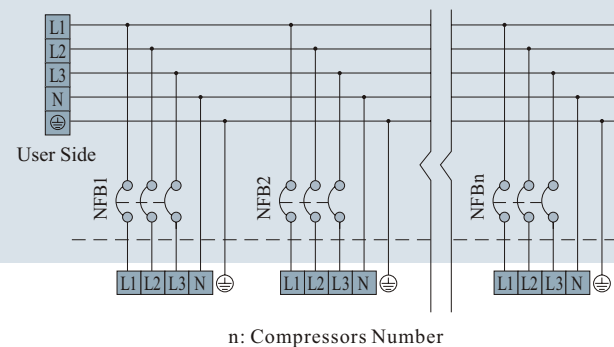 L1
L2
L3
N
User Side
NFB1
NFB2
NFBn
L1 L2 L3 N
L1 L2 L3 N
L1 L2 L3 N
n: Compressors Number